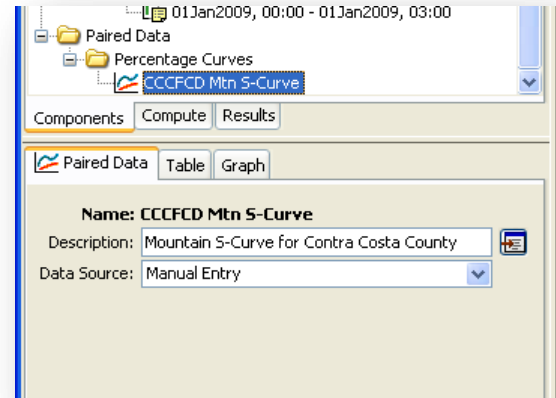 01Jan2009, 00:00 - 01Jan2009, 03:00
Paired Data
Percentage Curves
CCCFCD Mtn S-Curve
Components Compute Results
Paired Data Table Graph
Name: CCCFCD Mtn S-Curve
Description: Mountain S-Curve for Contra Costa County
Data Source: Manual Entry